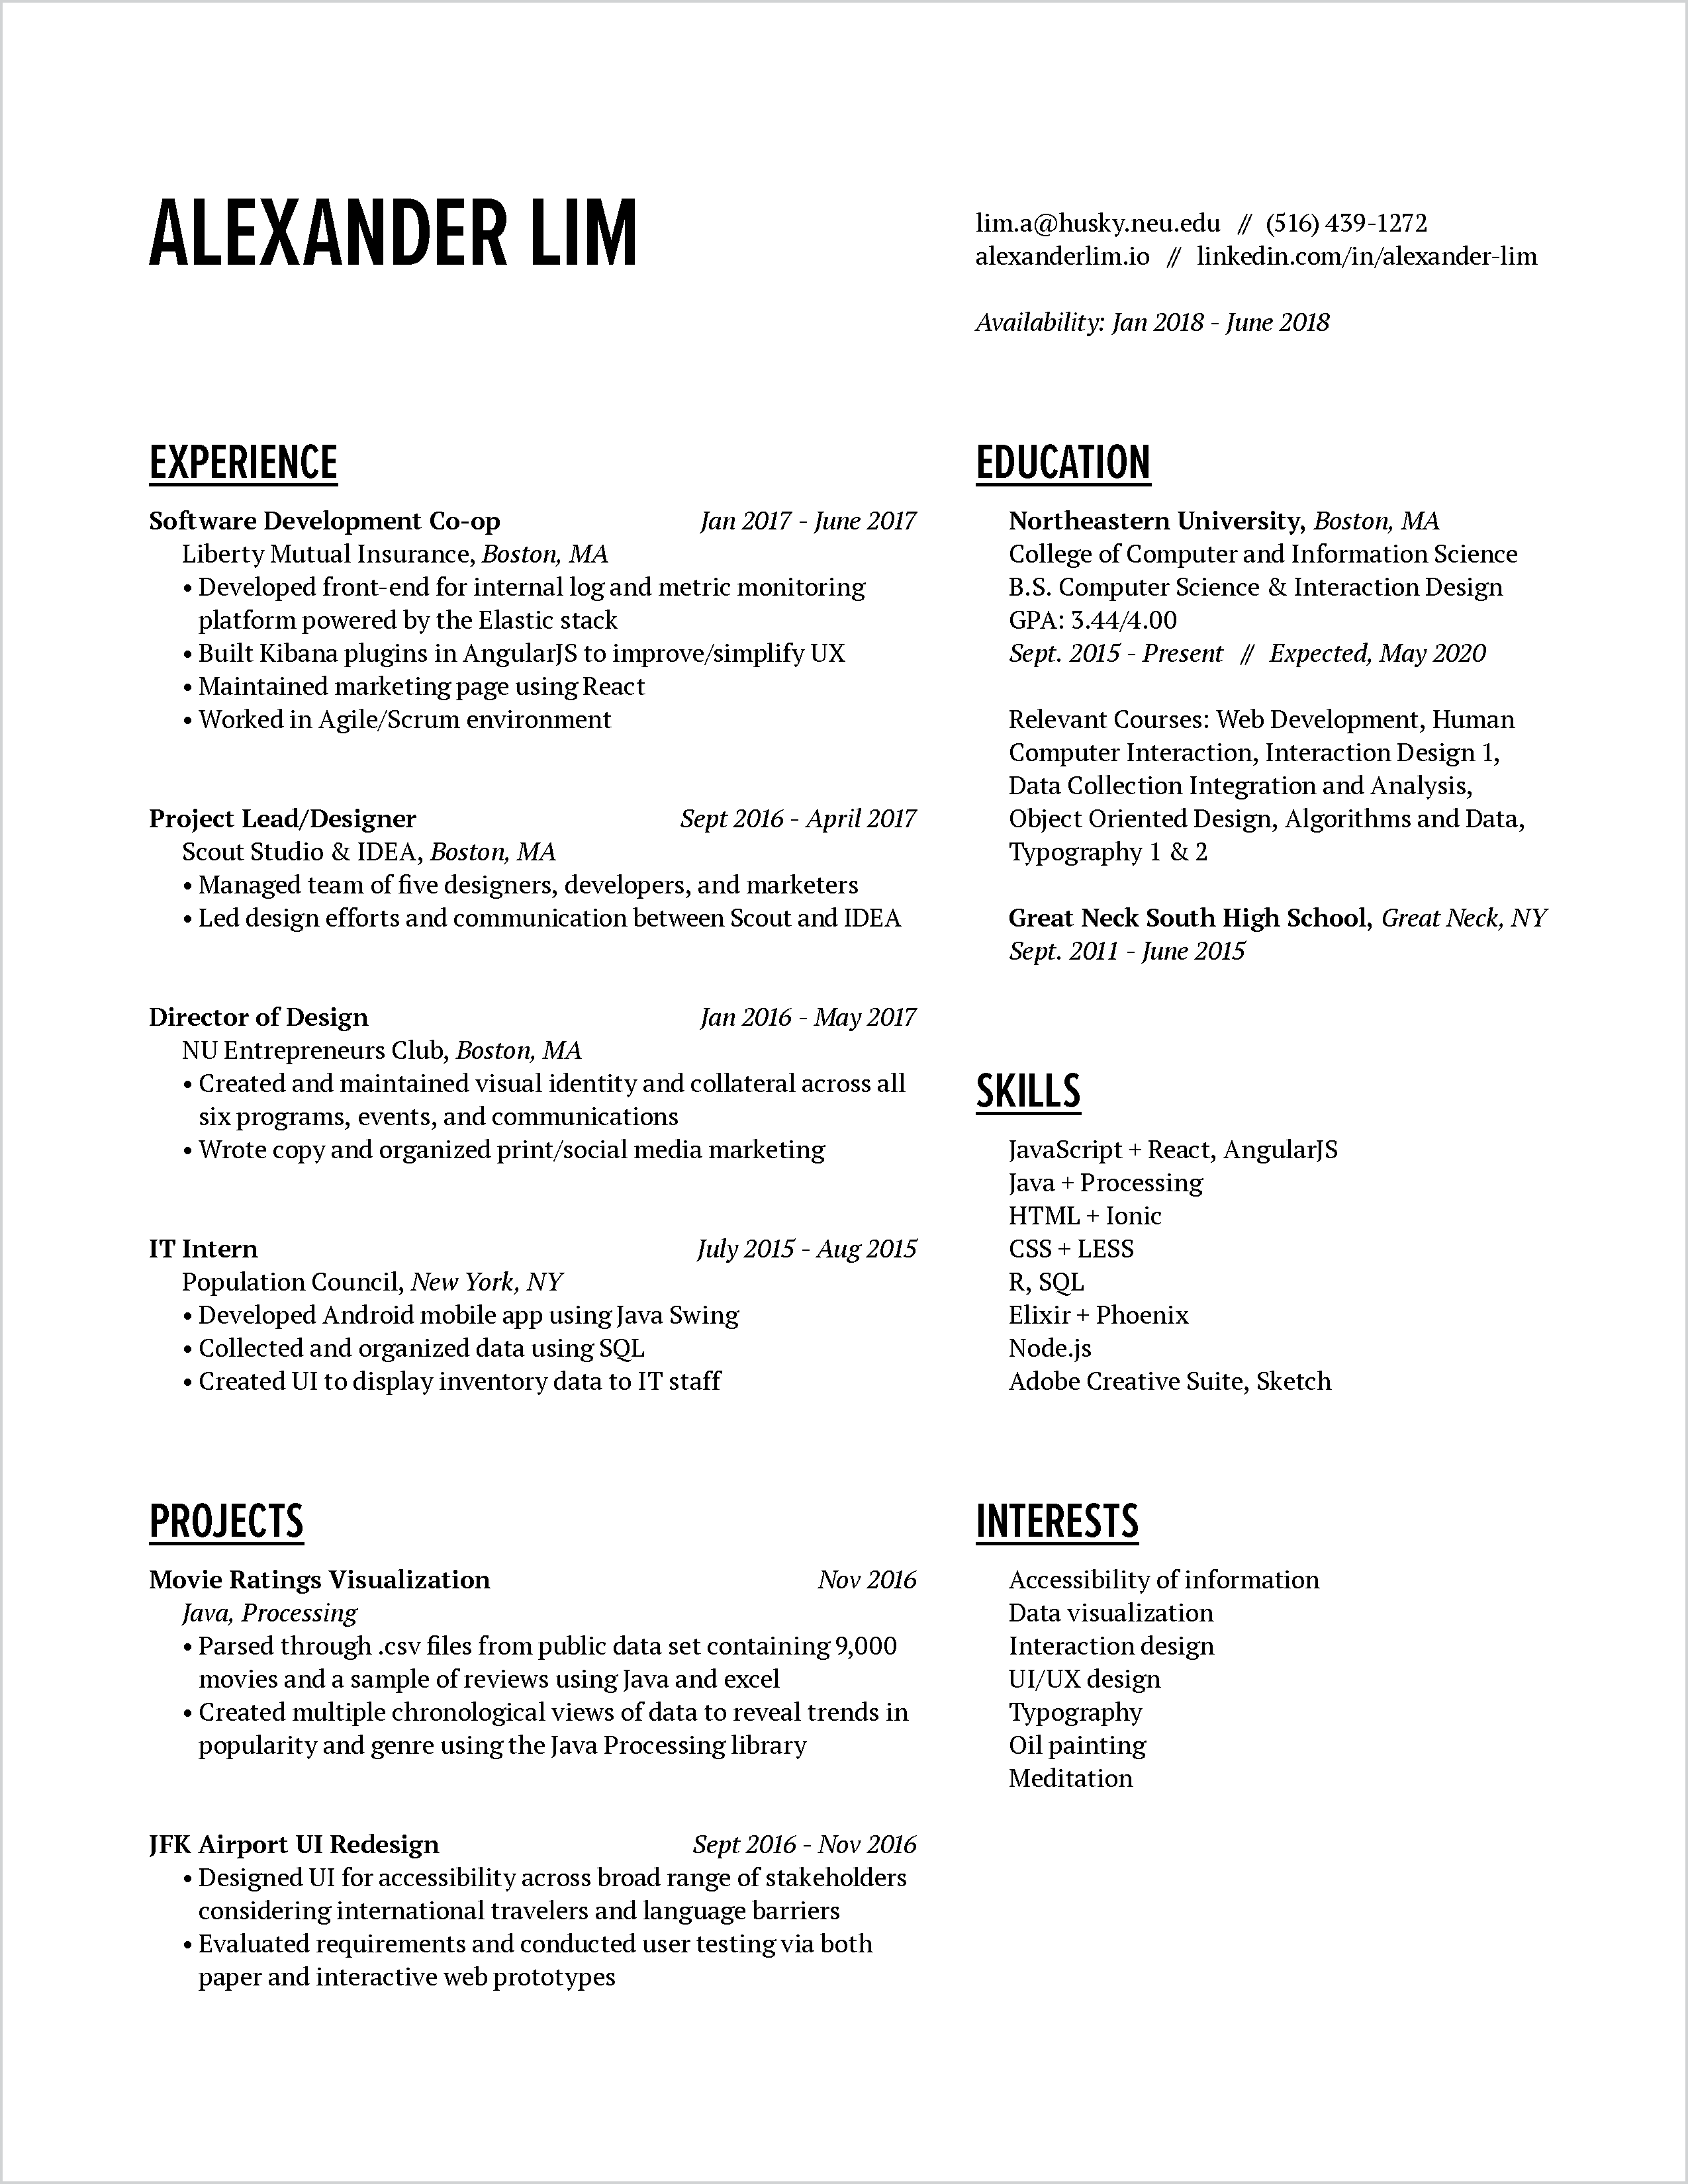 ALEXANDER LIM
lim.a@husky.neu.edu // (516) 439-1272
alexanderlim.io // linkedin.com/in/alexander-lim
Availability: Jan 2018 - June 2018
EXPERIENCE
Software Development Co-op Jan 2017 - June 2017
Liberty Mutual Insurance, Boston, MA
• Developed front-end for internal log and metric monitoring
platform powered by the Elastic stack
• Built Kibana plugins in AngularJS to improve/simplify UX
• Maintained marketing page using React
• Worked in Agile/Scrum environment
Project Lead/Designer Sept 2016 - April 2017
Scout Studio & IDEA, Boston, MA
• Managed team of five designers, developers, and marketers
• Led design efforts and communication between Scout and IDEA
Director of Design Jan 2016 - May 2017
NU Entrepreneurs Club, Boston, MA
• Created and maintained visual identity and collateral across all
six programs, events, and communications
• Wrote copy and organized print/social media marketing
IT Intern July 2015 - Aug 2015
Population Council, New York, NY
• Developed Android mobile app using Java Swing
• Collected and organized data using SQL
• Created UI to display inventory data to IT staff
PROJECTS
Movie Ratings Visualization Nov 2016
Java, Processing
• Parsed through .csv files from public data set containing 9,000
movies and a sample of reviews using Java and excel
• Created multiple chronological views of data to reveal trends in
popularity and genre using the Java Processing library
JFK Airport UI Redesign Sept 2016 - Nov 2016
• Designed UI for accessibility across broad range of stakeholders
considering international travelers and language barriers
• Evaluated requirements and conducted user testing via both
paper and interactive web prototypes
EDUCATION
Northeastern University, Boston, MA
College of Computer and Information Science
B.S. Computer Science & Interaction Design
GPA: 3.44/4.00
Sept. 2015 - Present // Expected, May 2020
Relevant Courses: Web Development, Human
Computer Interaction, Interaction Design 1,
Data Collection Integration and Analysis,
Object Oriented Design, Algorithms and Data,
Typography 1 & 2
Great Neck South High School, Great Neck, NY
Sept. 2011 - June 2015
SKILLS
JavaScript + React, AngularJS
Java + Processing
HTML + Ionic
CSS + LESS
R, SQL
Elixir + Phoenix
Node.js
Adobe Creative Suite, Sketch
INTERESTS
Accessibility of information
Data visualization
Interaction design
UI/UX design
Typography
Oil painting
Meditation